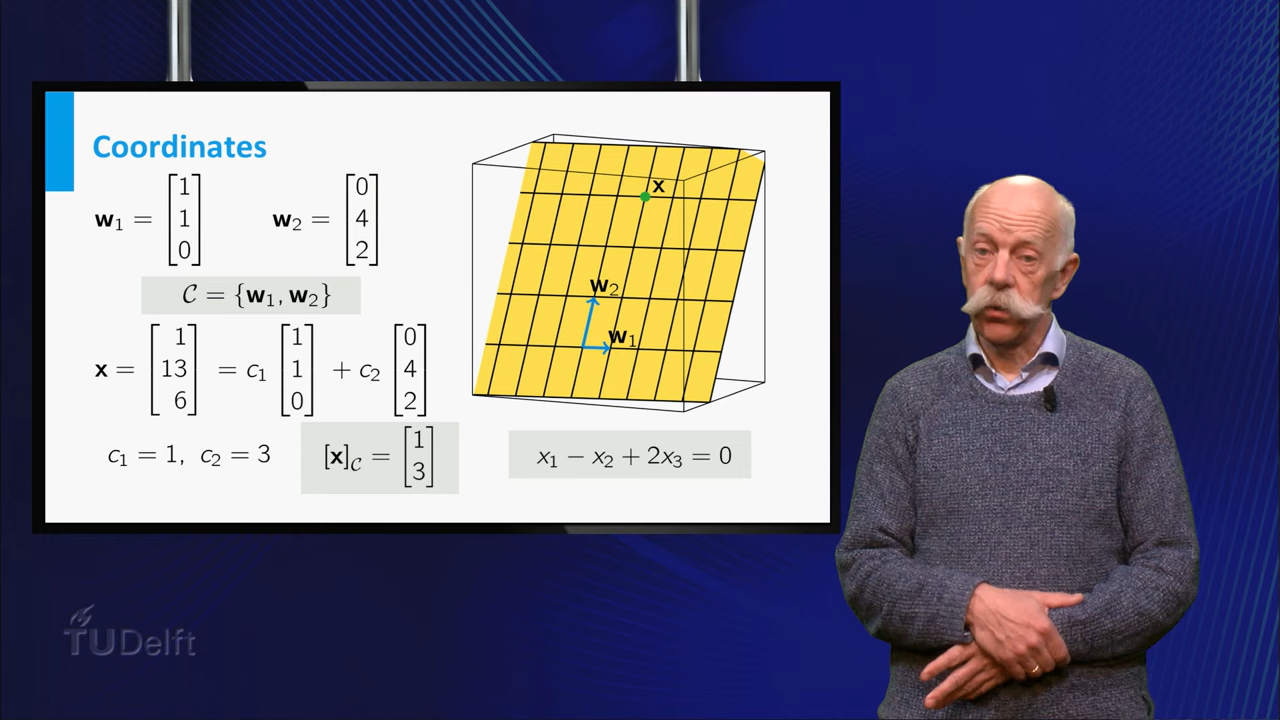 Coordinates
w₁ = [1 1 0] w₂ = [0 4 2]
𝒞 = {w₁, w₂}
x = [1 13 6] = c₁ [1 1 0] + c₂ [0 4 2]
c₁ = 1, c₂ = 3 [x]𝒞 = [1 3]
x
w₂
w₁
x₁ − x₂ + 2x₃ = 0
TUDelft